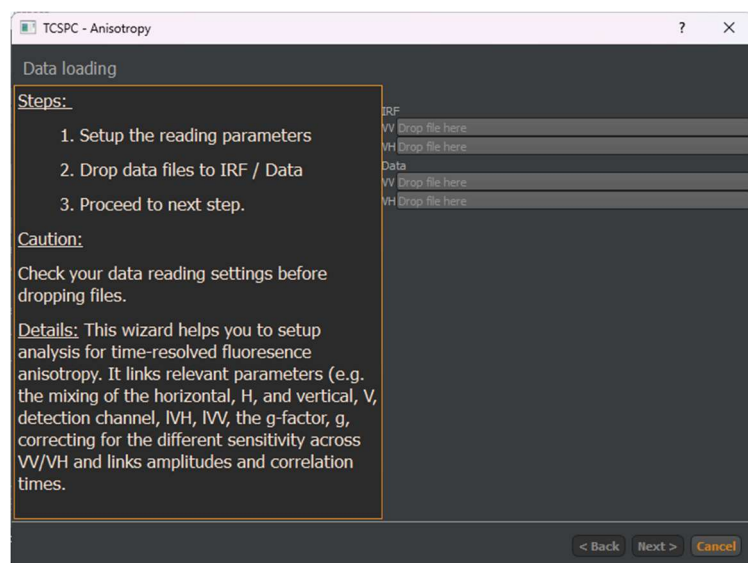 TCSPC - Anisotropy
? ×
Data loading
Steps:
1. Setup the reading parameters
2. Drop data files to IRF / Data
3. Proceed to next step.
Caution:
Check your data reading settings before
dropping files.
Details: This wizard helps you to setup
analysis for time-resolved fluoresence
anisotropy. It links relevant parameters (e.g.
the mixing of the horizontal, H, and vertical, V,
detection channel, lVH, lVV, the g-factor, g,
correcting for the different sensitivity across
VV/VH and links amplitudes and correlation
times.
IRF
VV Drop file here
VH Drop file here
Data
VV Drop file here
VH Drop file here
< Back Next > Cancel